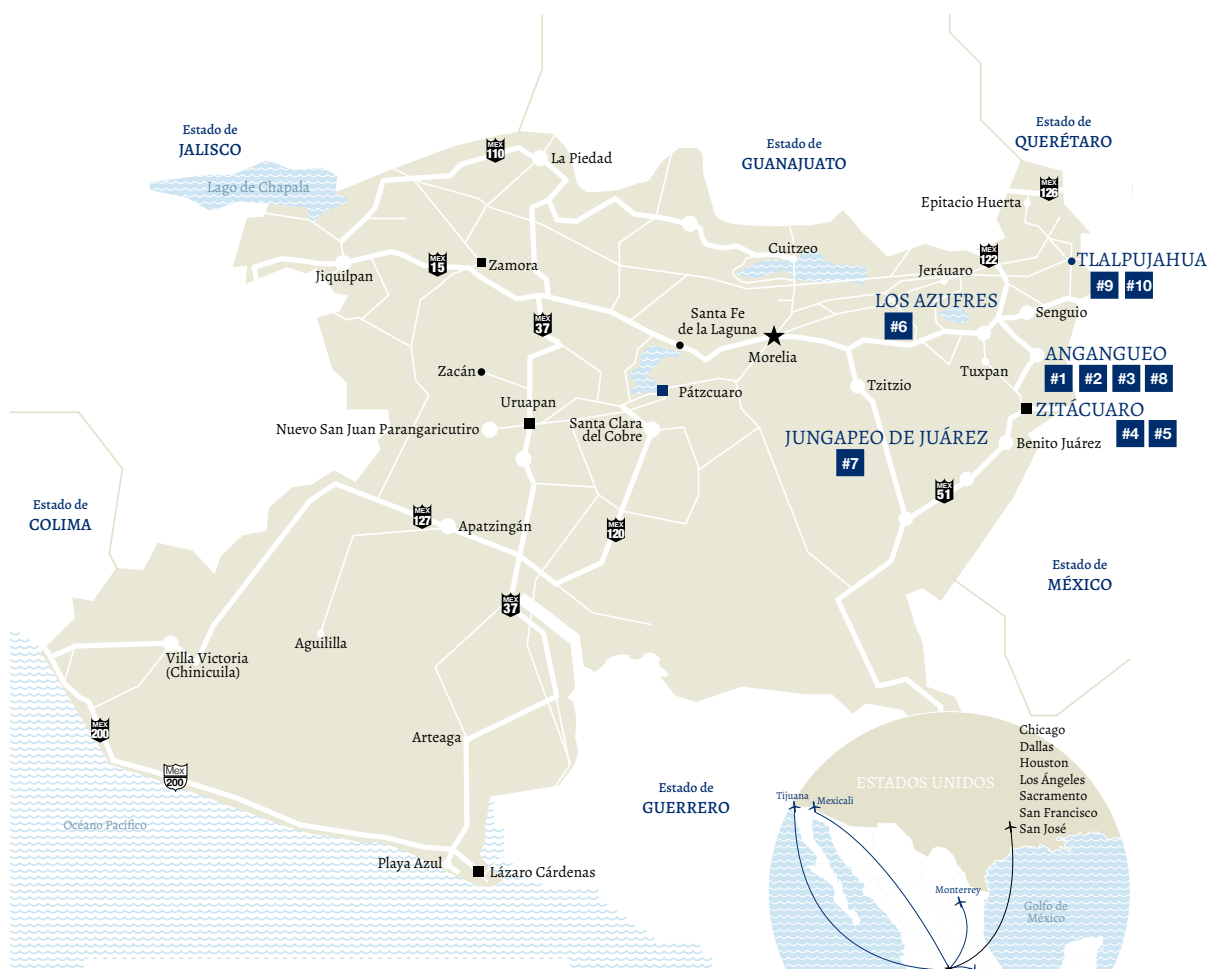 Estado de
JALISCO
Estado de
GUANAJUATO
Estado de
QUERÉTARO
MEX
110
La Piedad
Lago de Chapala
MEX
126
Epitacio Huerta
Cuitzeo
MEX
122
TLALPUJAHUA
#9 #10
Jiquilpan
MEX
15
Zamora
Jeráuaro
LOS AZUFRES
#6
Senguio
MEX
37
Santa Fe
de la Laguna
Morelia
ANGANGUEO
#1 #2 #3 #8
Zacán
Tuxpan
Tzitzio
Pátzcuaro
Uruapan
ZITÁCUARO
#4 #5
Nuevo San Juan Parangaricutiro
Santa Clara
del Cobre
JUNGAPEO DE JUÁREZ
#7
Benito Juárez
MEX
51
Estado de
COLIMA
MEX
127
Apatzingán
MEX
120
Estado de
MÉXICO
MEX
37
Aguililla
Villa Victoria
(Chinicuila)
MEX
200
Arteaga
Mex
200
Estado de
GUERRERO
Océano Pacífico
Playa Azul
Lázaro Cárdenas
Chicago
Dallas
Houston
Los Ángeles
Sacramento
San Francisco
San José
ESTADOS UNIDOS
Tijuana
Mexicali
Monterrey
Golfo de
México